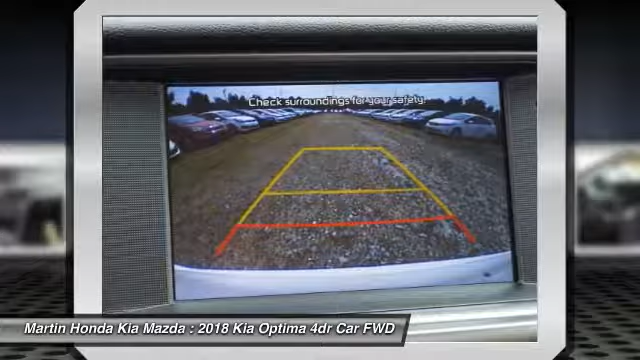 Check surroundings for your safety.
Martin Honda Kia Mazda : 2018 Kia Optima 4dr Car FWD